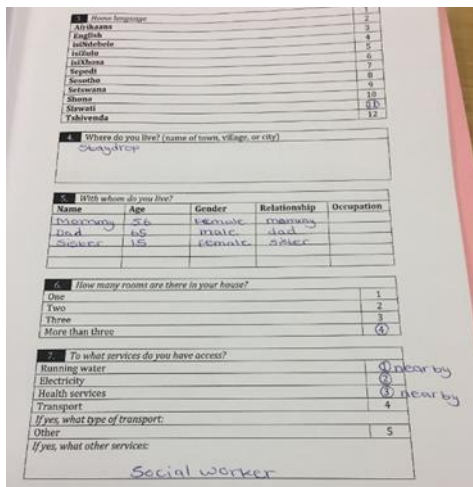 1
3. Home language 2
Afrikaans 3
English 4
isiNdebele 5
isiZulu 6
isiXhosa 7
Sepedi 8
Sesotho 9
Setswana 10
Shona
Siswati 11
Tshivenda 12
4. Where do you live? (name of town, village, or city)
Staydrop
5. With whom do you live?
Name Age Gender Relationship Occupation
Mommy 56 Female mommy
Dad 65 male dad
Sister 15 Female sister
6. How many rooms are there in your house?
One 1
Two 2
Three 3
More than three 4
7. To what services do you have access?
Running water 1 nearby
Electricity 2
Health services 3 nearby
Transport 4
If yes, what type of transport:
Other 5
If yes, what other services:
Social worker